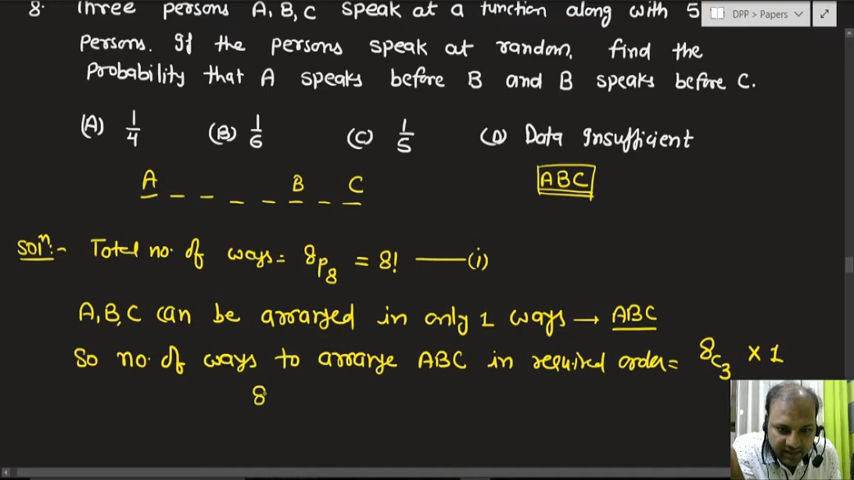 8. Three persons A, B, C speak at a function along with 5
DPP > Papers
persons. If the persons speak at random, find the
Probability that A speaks before B and B speaks before C.
(A) 1/4 (B) 1/6 (C) 1/5 (D) Data Insufficient
A _ _ _ _ B _ C
ABC
Solⁿ:- Total no. of ways = 8P₈ = 8! —— (i)
A, B, C can be arranged in only 1 ways → ABC
So no. of ways to arrange ABC in required order = 8C₃ × 1
8